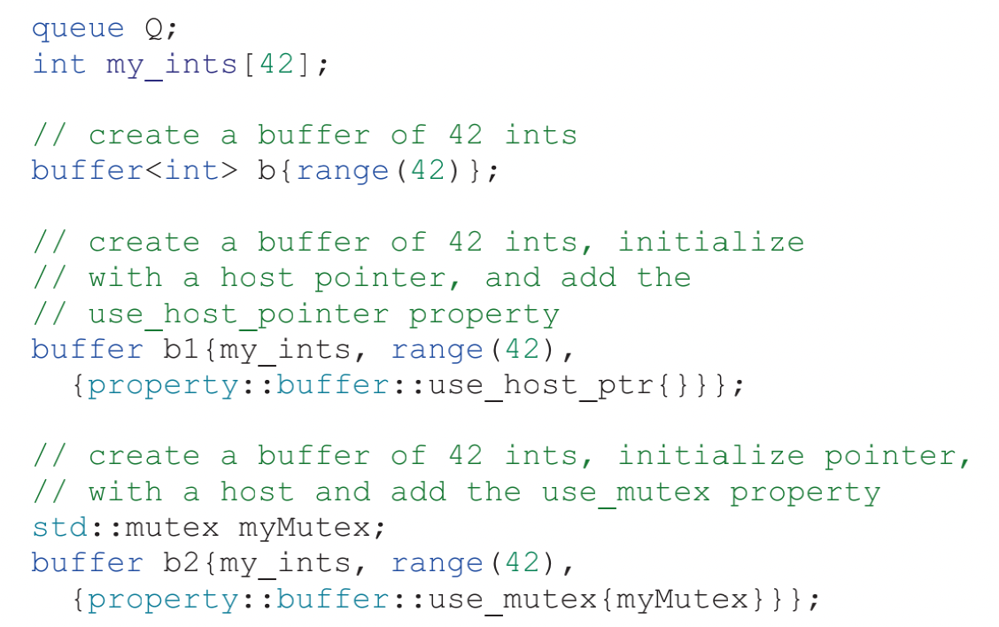 queue Q;
int my_ints[42];

// create a buffer of 42 ints
buffer<int> b{range(42)};

// create a buffer of 42 ints, initialize
// with a host pointer, and add the
// use_host_pointer property
buffer b1{my_ints, range(42),
  {property::buffer::use_host_ptr{}}};

// create a buffer of 42 ints, initialize pointer,
// with a host and add the use_mutex property
std::mutex myMutex;
buffer b2{my_ints, range(42),
  {property::buffer::use_mutex{myMutex}}};